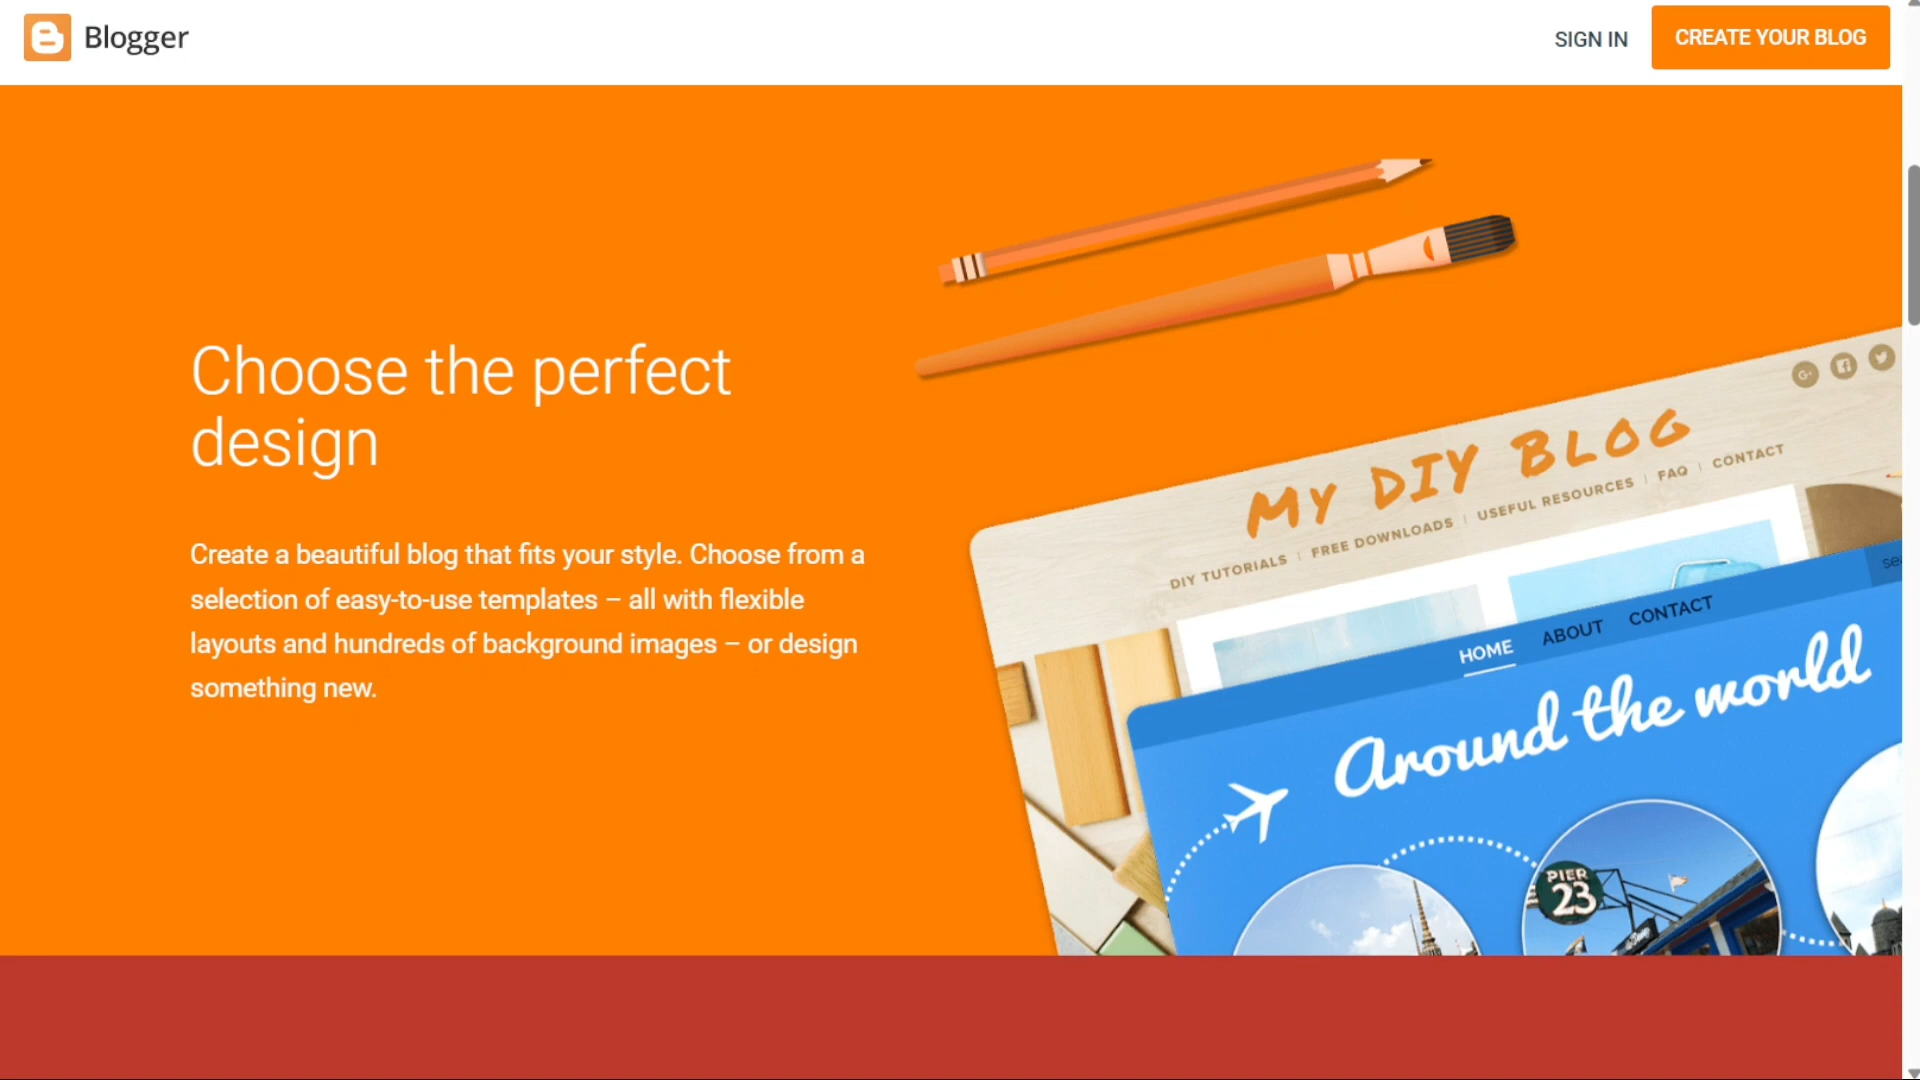 Blogger
SIGN IN
CREATE YOUR BLOG
Choose the perfect
design
Create a beautiful blog that fits your style. Choose from a
selection of easy-to-use templates – all with flexible
layouts and hundreds of background images – or design
something new.
MY DIY BLOG
DIY TUTORIALS | FREE DOWNLOADS | USEFUL RESOURCES | FAQ | CONTACT
HOME ABOUT CONTACT
Around the world
PIER
23